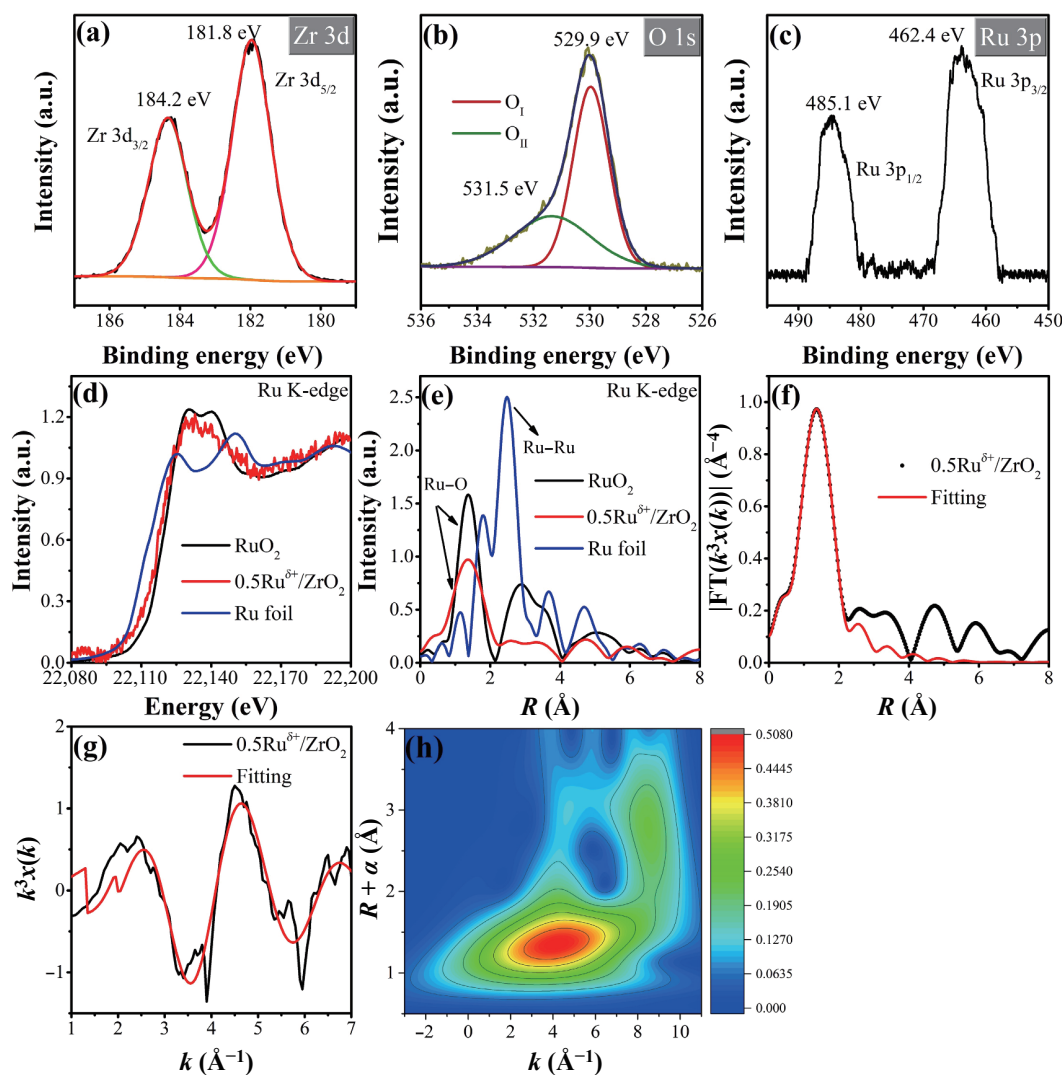 (a)
Zr 3d
181.8 eV
Zr 3d5/2
184.2 eV
Zr 3d3/2
Intensity (a.u.)
186 184 182 180
Binding energy (eV)
(b)
O 1s
529.9 eV
OI
OII
531.5 eV
Intensity (a.u.)
536 534 532 530 528 526
Binding energy (eV)
(c)
Ru 3p
462.4 eV
Ru 3p3/2
485.1 eV
Ru 3p1/2
Intensity (a.u.)
490 480 470 460 450
Binding energy (eV)
(d)
Ru K-edge
RuO2
0.5Ruδ+/ZrO2
Ru foil
Intensity (a.u.)
1.5
1.2
0.9
0.6
0.3
0.0
22,080 22,110 22,140 22,170 22,200
Energy (eV)
(e)
Ru K-edge
Ru–Ru
Ru–O
RuO2
0.5Ruδ+/ZrO2
Ru foil
Intensity (a.u.)
2.5
2.0
1.5
1.0
0.5
0.0
0 2 4 6 8
R (Å)
(f)
0.5Ruδ+/ZrO2
Fitting
|FT(k3x(k))| (Å−4)
1.0
0.8
0.6
0.4
0.2
0.0
0 2 4 6 8
R (Å)
(g)
0.5Ruδ+/ZrO2
Fitting
k3x(k)
2
1
0
−1
1 2 3 4 5 6 7
k (Å−1)
(h)
R + α (Å)
4
3
2
1
−2 0 2 4 6 8 10
k (Å−1)
0.5080
0.4445
0.3810
0.3175
0.2540
0.1905
0.1270
0.0635
0.000